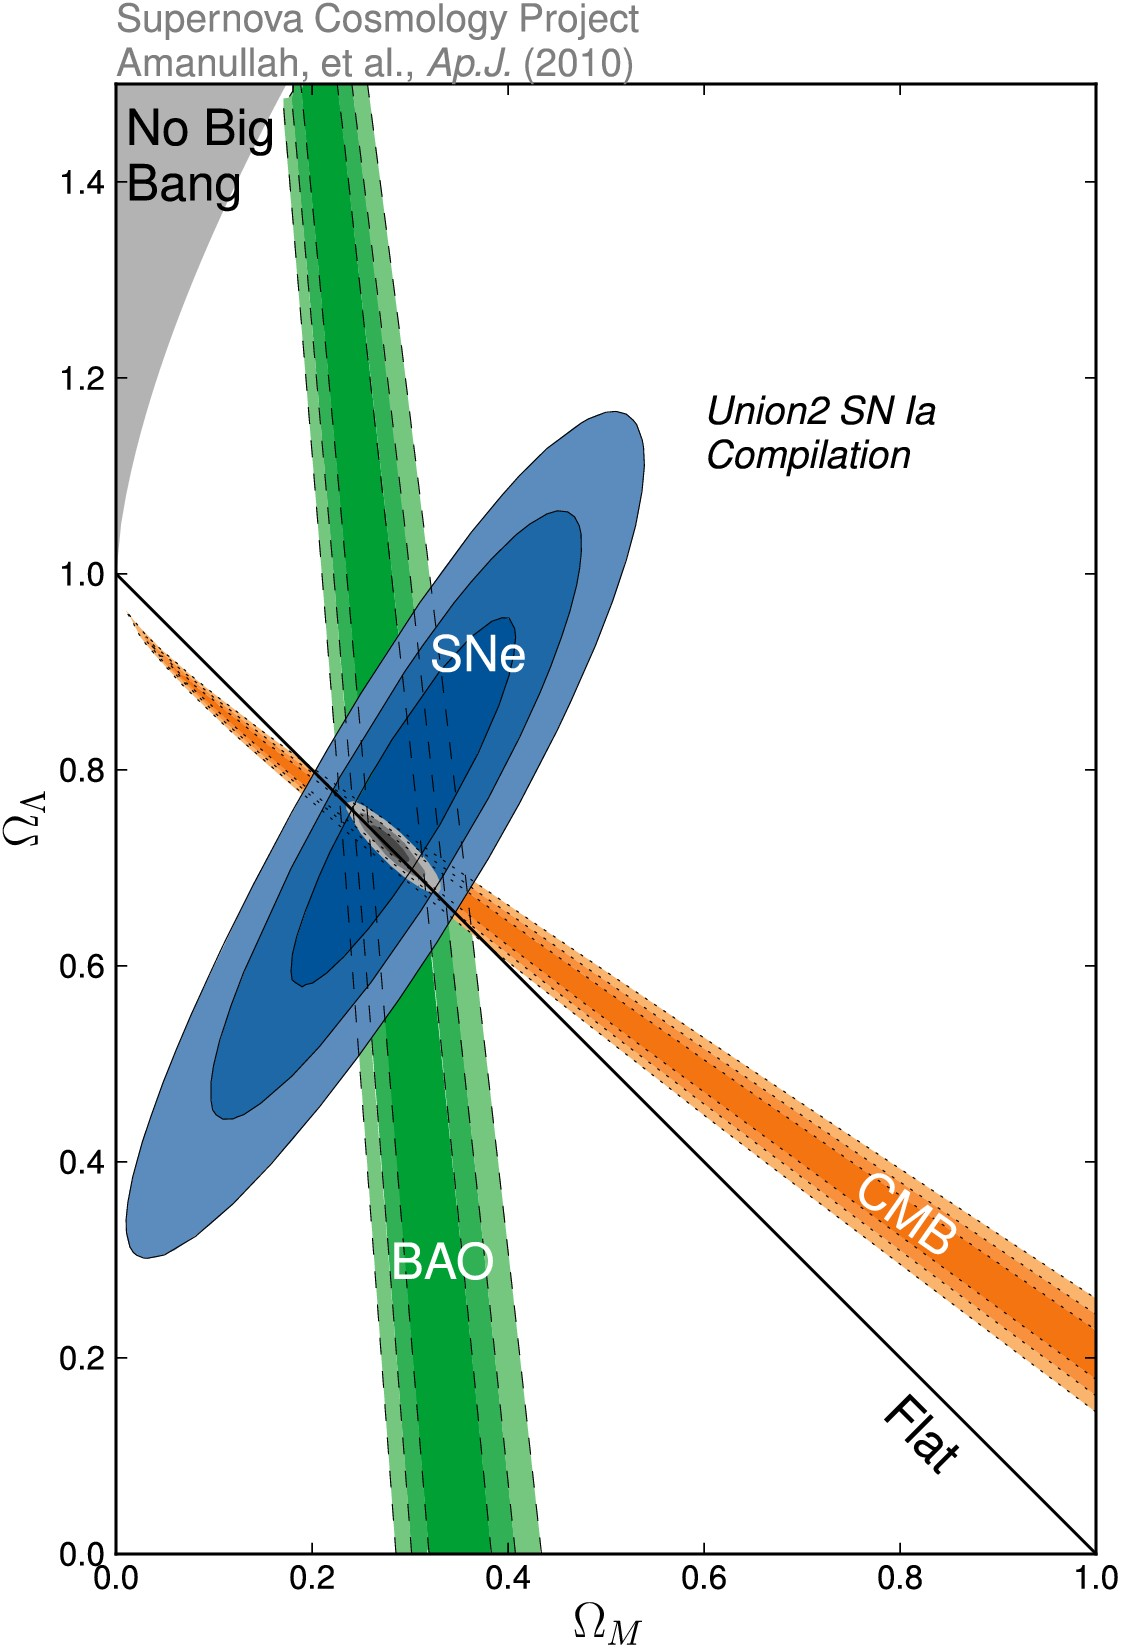 Supernova Cosmology Project
Amanullah, et al., Ap.J. (2010)
No Big
Bang
Union2 SN Ia
Compilation
SNe
BAO
CMB
Flat
1.4
1.2
1.0
0.8
0.6
0.4
0.2
0.0
0.0 0.2 0.4 0.6 0.8 1.0
Ω_Λ
Ω_M